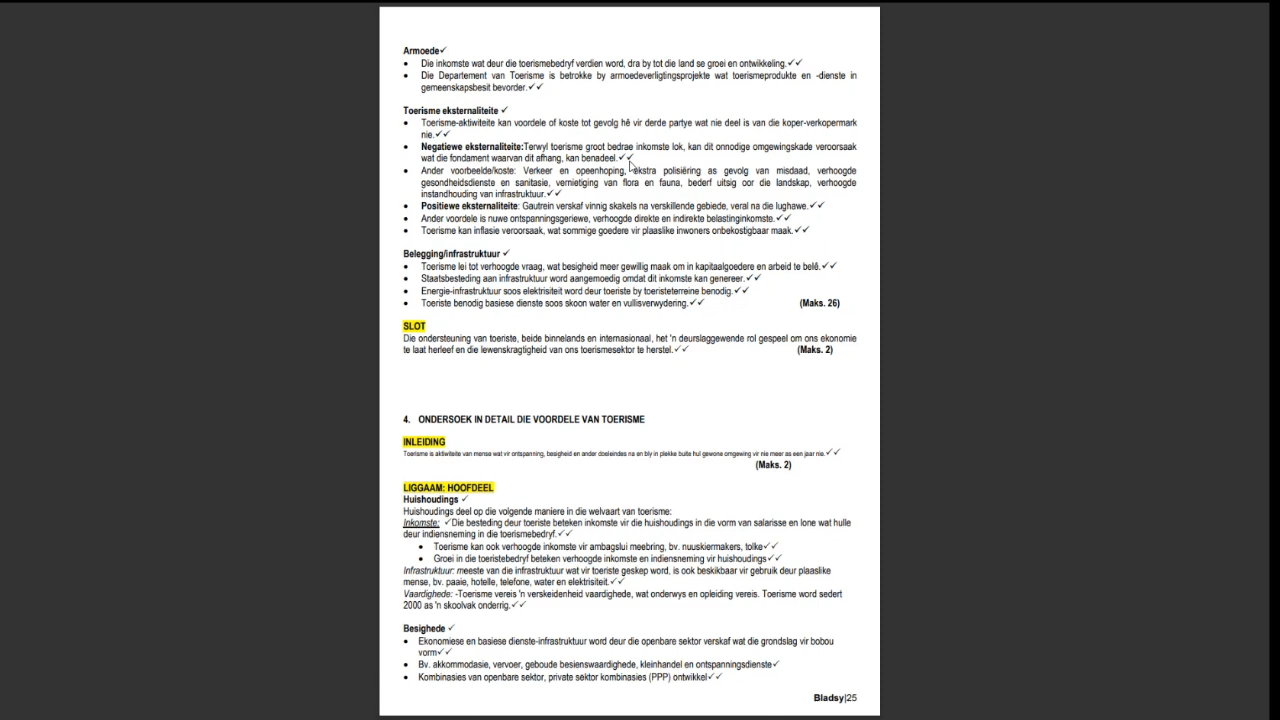 Armoede✓
• Die inkomste wat deur die toerismebedryf verdien word, dra by tot die land se groei en ontwikkeling.✓✓
• Die Departement van Toerisme is betrokke by armoedeverligtingsprojekte wat toerismeprodukte en -dienste in
gemeenskapsbesit bevorder.✓✓
Toerisme eksternaliteite ✓
• Toerisme-aktiwiteite kan voordele of koste tot gevolg hê vir derde partye wat nie deel is van die koper-verkopermark
nie.✓✓
• Negatiewe eksternaliteite:Terwyl toerisme groot bedrae inkomste lok, kan dit onnodige omgewingskade veroorsaak
wat die fondament waarvan dit afhang, kan benadeel.✓✓
• Ander voorbeelde/koste: Verkeer en opeenhoping, ekstra polisiëring as gevolg van misdaad, verhoogde
gesondheidsdienste en sanitasie, vernietiging van flora en fauna, bederf uitsig oor die landskap, verhoogde
instandhouding van infrastruktuur.✓✓
• Positiewe eksternaliteite: Gautrein verskaf vinnig skakels na verskillende gebiede, veral na die lughawe.✓✓
• Ander voordele is nuwe ontspanningsgeriewe, verhoogde direkte en indirekte belastinginkomste.✓✓
• Toerisme kan inflasie veroorsaak, wat sommige goedere vir plaaslike inwoners onbekostigbaar maak.✓✓
Belegging/infrastruktuur ✓
• Toerisme lei tot verhoogde vraag, wat besigheid meer gewillig maak om in kapitaalgoedere en arbeid te belê.✓✓
• Staatsbesteding aan infrastruktuur word aangemoedig omdat dit inkomste kan genereer.✓✓
• Energie-infrastruktuur soos elektrisiteit word deur toeriste by toeristeterreine benodig.✓✓
• Toeriste benodig basiese dienste soos skoon water en vullisverwydering.✓✓ (Maks. 26)
SLOT
Die ondersteuning van toeriste, beide binnelands en internasionaal, het 'n deurslaggewende rol gespeel om ons ekonomie
te laat herleef en die lewenskragtigheid van ons toerismesektor te herstel.✓✓ (Maks. 2)
4. ONDERSOEK IN DETAIL DIE VOORDELE VAN TOERISME
INLEIDING
Toerisme is aktiwiteite van mense wat vir ontspanning, besigheid en ander doeleindes na en bly in plekke buite hul gewone omgewing vir nie meer as een jaar nie.✓✓
(Maks. 2)
LIGGAAM: HOOFDEEL
Huishoudings ✓
Huishoudings deel op die volgende maniere in die welvaart van toerisme:
Inkomste: ✓Die besteding deur toeriste beteken inkomste vir die huishoudings in die vorm van salarisse en lone wat hulle
deur indiensneming in die toerismebedryf.✓✓
• Toerisme kan ook verhoogde inkomste vir ambagslui meebring, bv. nuuskiermakers, tolke✓✓
• Groei in die toeristebedryf beteken verhoogde inkomste en indiensneming vir huishoudings✓✓
Infrastruktuur: meeste van die infrastruktuur wat vir toeriste geskep word, is ook beskikbaar vir gebruik deur plaaslike
mense, bv. paaie, hotelle, telefone, water en elektrisiteit.✓✓
Vaardighede: -Toerisme vereis 'n verskeidenheid vaardighede, wat onderwys en opleiding vereis. Toerisme word sedert
2000 as 'n skoolvak onderrig.✓✓
Besighede ✓
• Ekonomiese en basiese dienste-infrastruktuur word deur die openbare sektor verskaf wat die grondslag vir bobou
vorm✓✓
• Bv. akkommodasie, vervoer, geboude besienswaardighede, kleinhandel en ontspanningsdienste✓
• Kombinasies van openbare sektor, private sektor kombinasies (PPP) ontwikkel✓✓
Bladsy|25